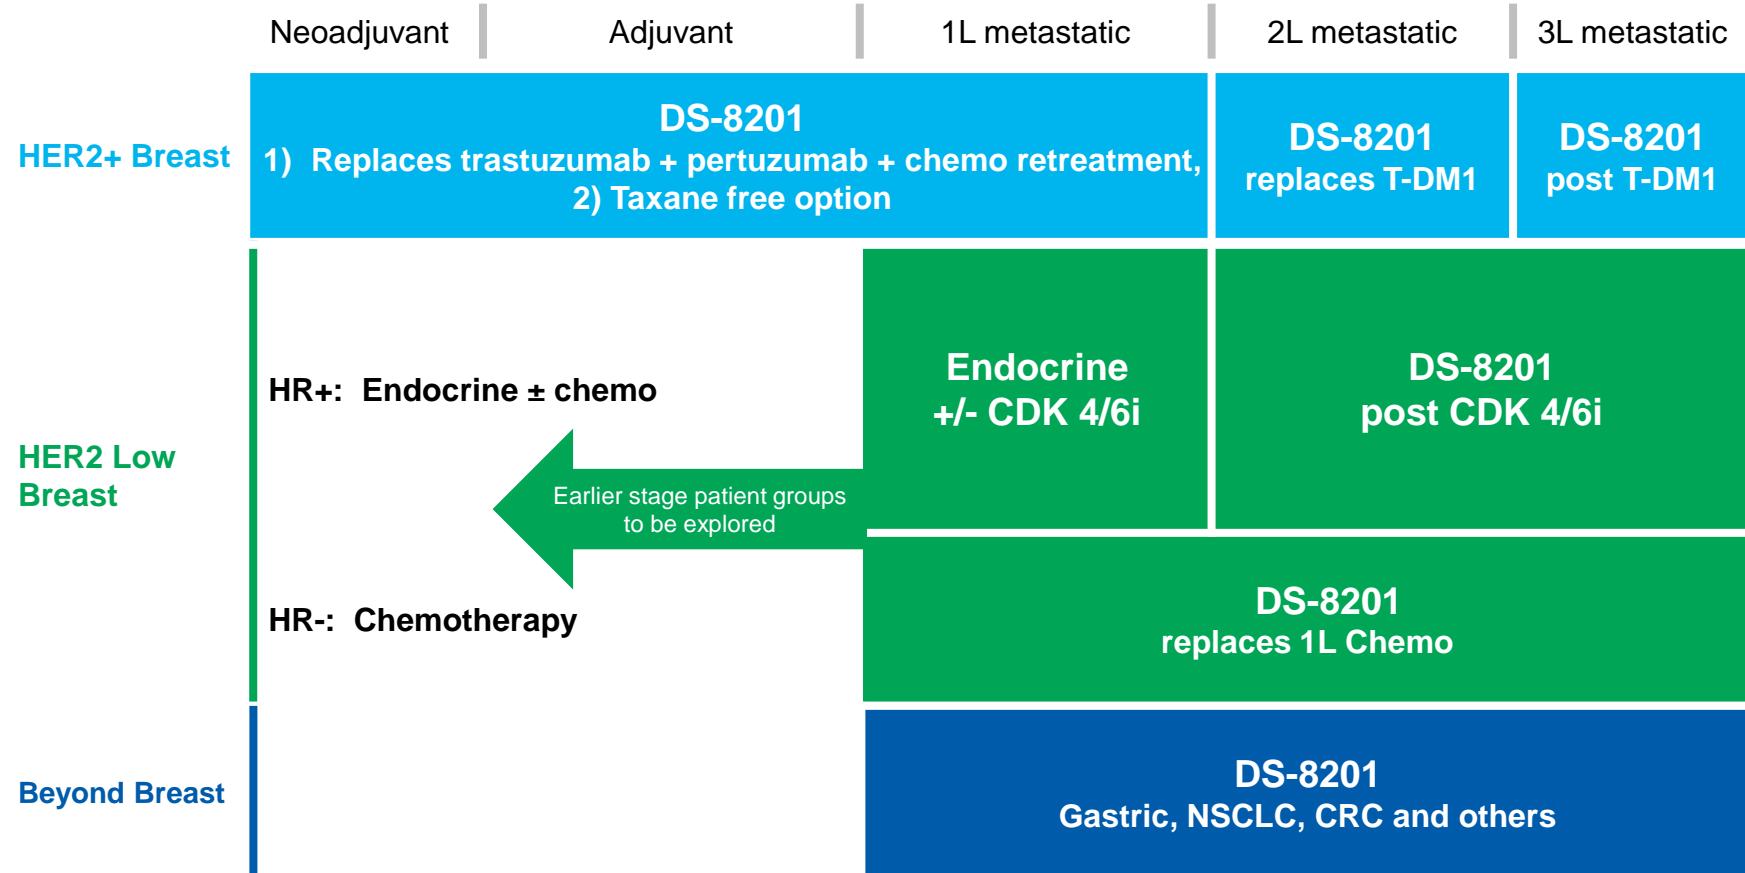 Neoadjuvant
Adjuvant
1L metastatic
2L metastatic
3L metastatic
HER2+ Breast
DS-8201
1) Replaces trastuzumab + pertuzumab + chemo retreatment,
2) Taxane free option
DS-8201
replaces T-DM1
DS-8201
post T-DM1
HER2 Low
Breast
HR+: Endocrine ± chemo
Endocrine
+/- CDK 4/6i
DS-8201
post CDK 4/6i
Earlier stage patient groups
to be explored
HR-: Chemotherapy
DS-8201
replaces 1L Chemo
Beyond Breast
DS-8201
Gastric, NSCLC, CRC and others